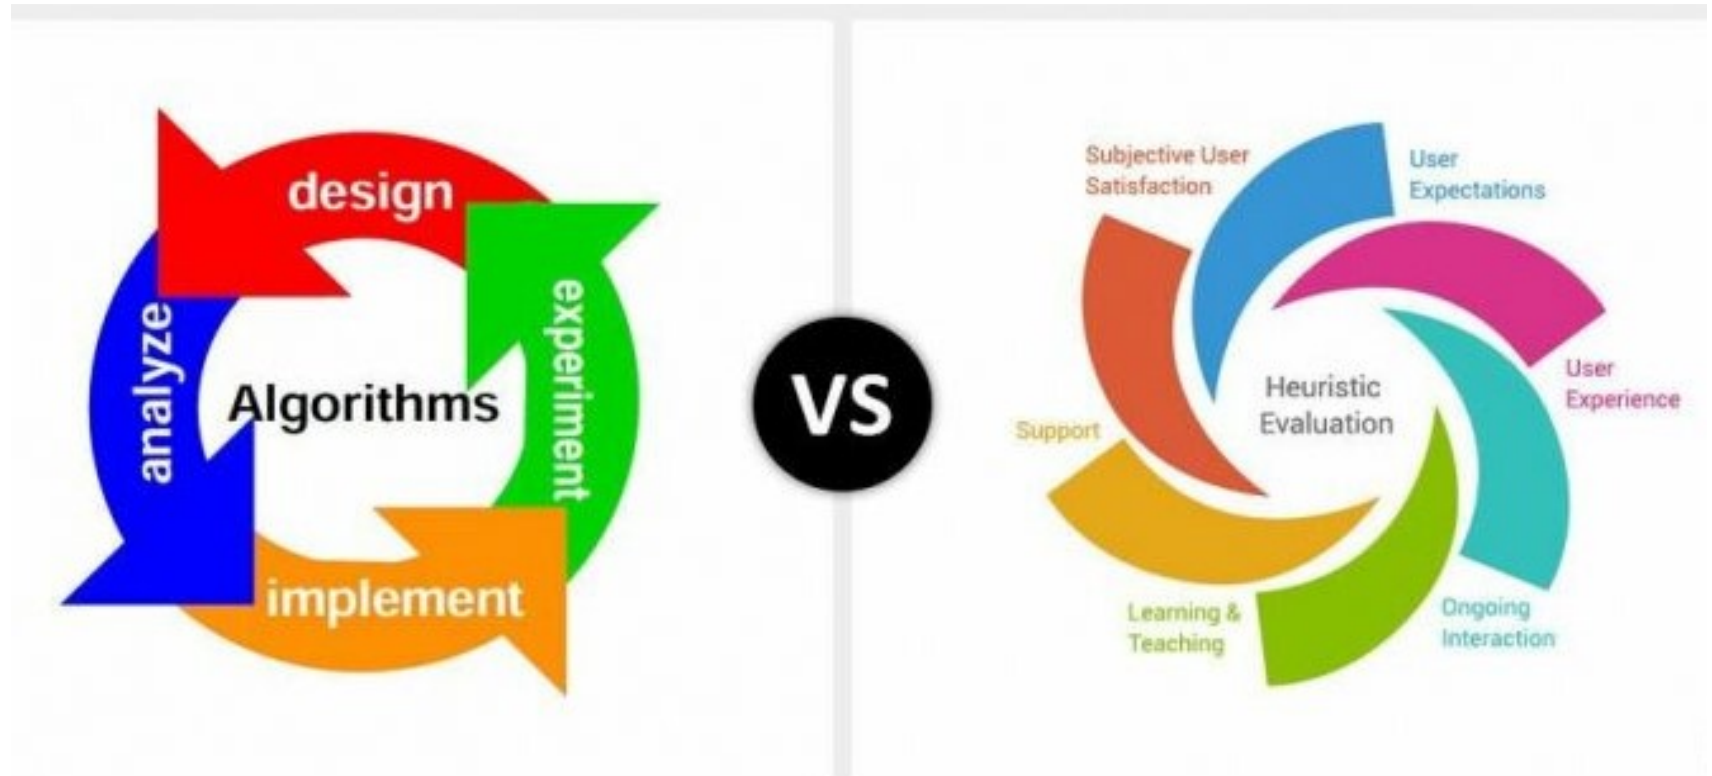 design
analyze
Algorithms
experiment
implement
VS
Subjective User
Satisfaction
User
Expectations
User
Experience
Heuristic
Evaluation
Support
Learning &
Teaching
Ongoing
Interaction